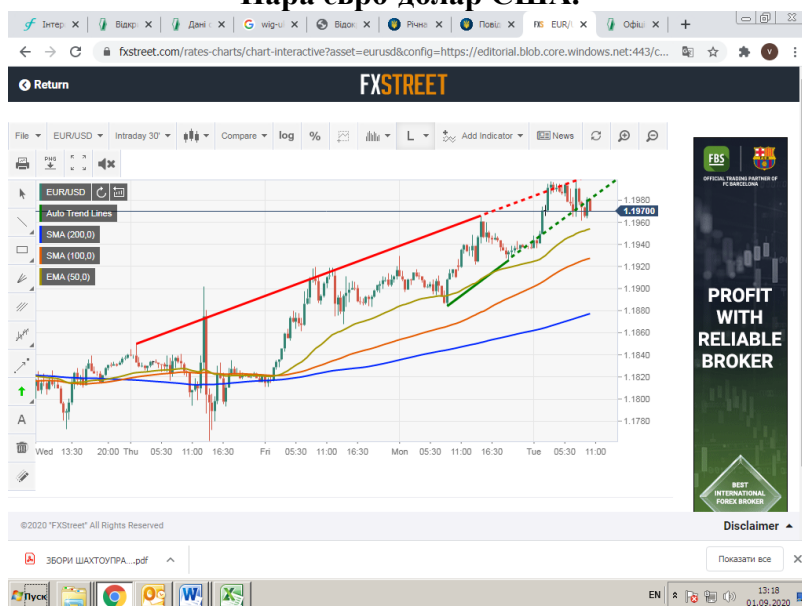 Пара євро-долар США.
Інтер
Відкр
Дані
wig-u
Відо
Річна
Повід
EUR/
Офіц
fxstreet.com/rates-charts/chart-interactive?asset=eurusd&config=https://editorial.blob.core.windows.net:443/c...
V
Return
FXSTREET
File EUR/USD Intraday 30' Compare log % L Add Indicator News
PNG
EUR/USD
Auto Trend Lines
SMA (200,0)
SMA (100,0)
EMA (50,0)
1.1980
1.19700
1.1960
1.1940
1.1920
1.1900
1.1880
1.1860
1.1840
1.1820
1.1800
1.1780
Wed 13:30 20:00 Thu 05:30 11:00 16:30 Fri 05:30 11:00 16:30 Mon 05:30 11:00 16:30 Tue 05:30 11:00
A
FBS
OFFICIAL TRADING PARTNER OF
FC BARCELONA
PROFIT
WITH
RELIABLE
BROKER
BEST
INTERNATIONAL
FOREX BROKER
©2020 "FXStreet" All Rights Reserved
Disclaimer
ЗБОРИ ШАХТОУПРА....pdf
Показати все
Пуск
EN
13:18
01.09.2020